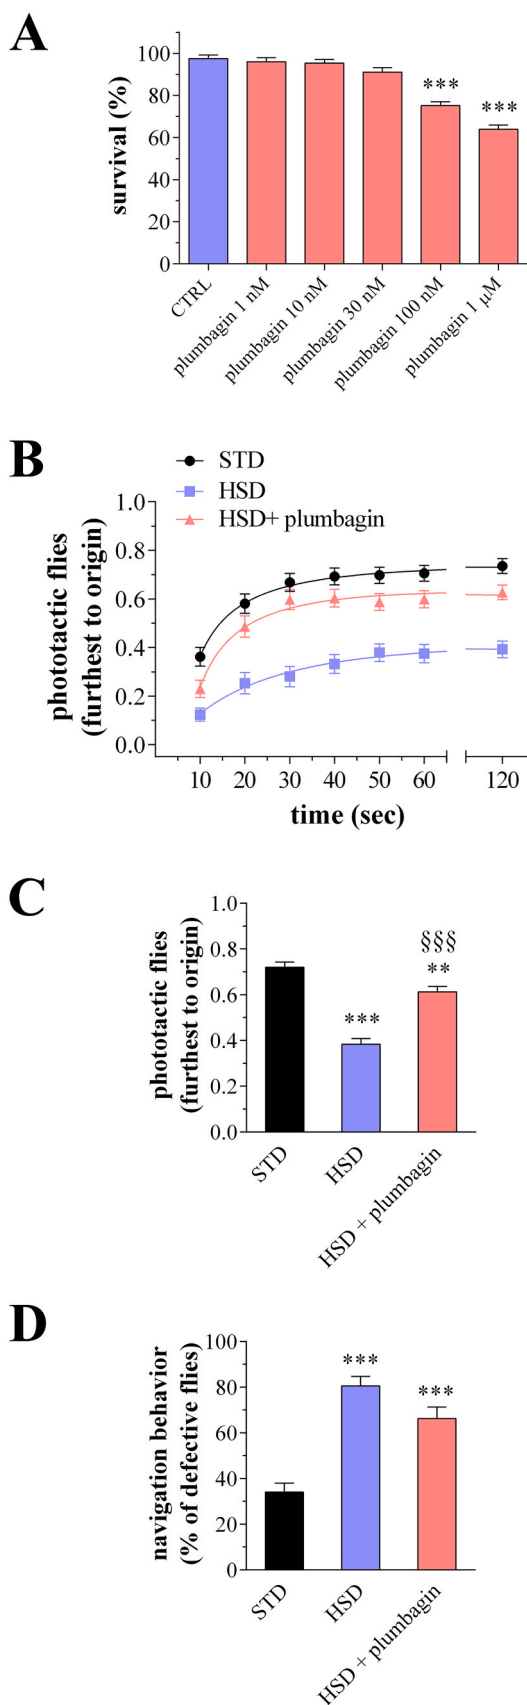 A
survival (%)
100
80
60
40
20
0
***
***
CTRL
plumbagin 1 nM
plumbagin 10 nM
plumbagin 30 nM
plumbagin 100 nM
plumbagin 1 µM
B
STD
HSD
HSD+ plumbagin
phototactic flies
(furthest to origin)
1.0
0.8
0.6
0.4
0.2
0.0
10 20 30 40 50 60 120
time (sec)
C
phototactic flies
(furthest to origin)
1.0
0.8
0.6
0.4
0.2
0.0
***
§§§
**
STD
HSD
HSD + plumbagin
D
navigation behavior
(% of defective flies)
100
80
60
40
20
0
***
***
STD
HSD
HSD + plumbagin